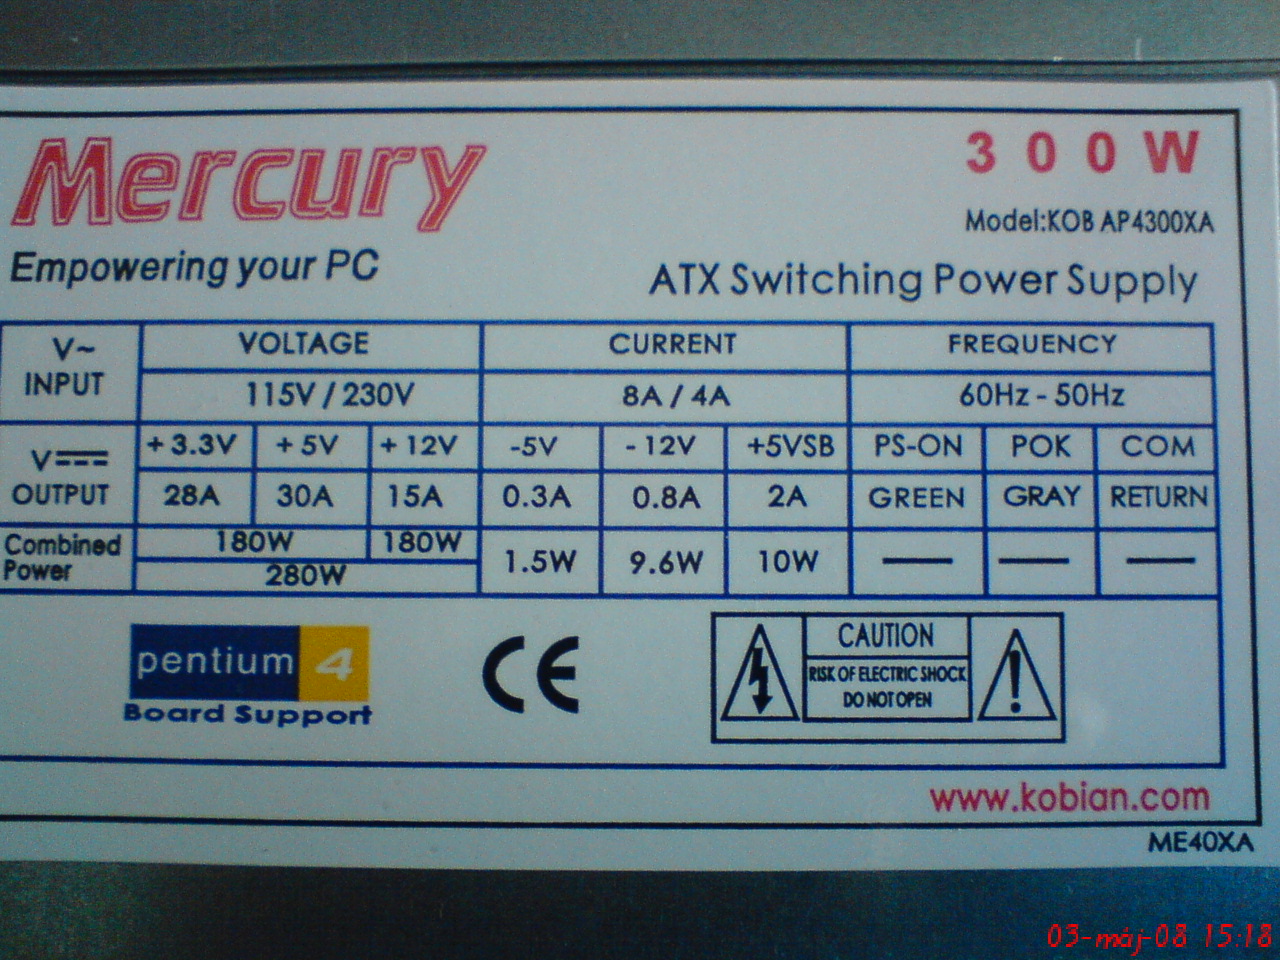 Mercury
300W
Model:KOB AP4300XA
Empowering your PC
ATX Switching Power Supply
V~ INPUT VOLTAGE CURRENT FREQUENCY
115V / 230V 8A / 4A 60Hz - 50Hz
V OUTPUT +3.3V +5V +12V -5V -12V +5VSB PS-ON POK COM
28A 30A 15A 0.3A 0.8A 2A GREEN GRAY RETURN
Combined Power 180W 180W 1.5W 9.6W 10W — — —
280W
pentium 4
Board Support
CE
CAUTION
RISK OF ELECTRIC SHOCK
DO NOT OPEN
www.kobian.com
ME40XA
03-máj-08 15:18